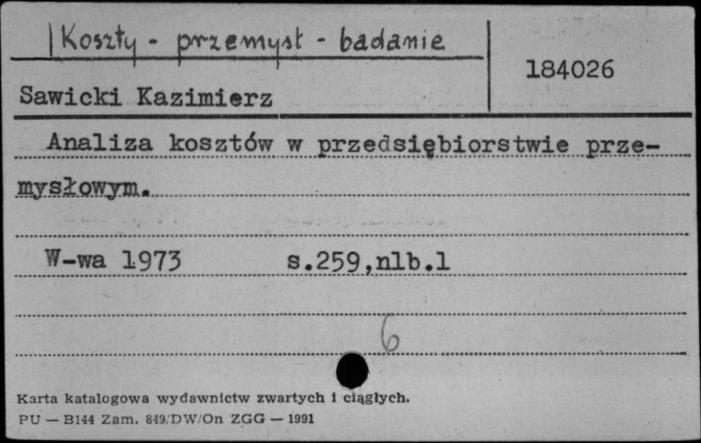 Koszty - przemysł - badanie
184026
Sawicki Kazimierz
Analiza kosztów w przedsiębiorstwie prze-
mysłowym.
W-wa 1973 s.259,nlb.1
6
Karta katalogowa wydawnictw zwartych i ciągłych.
PU — B144 Zam. 849/DW/On ZGG — 1991